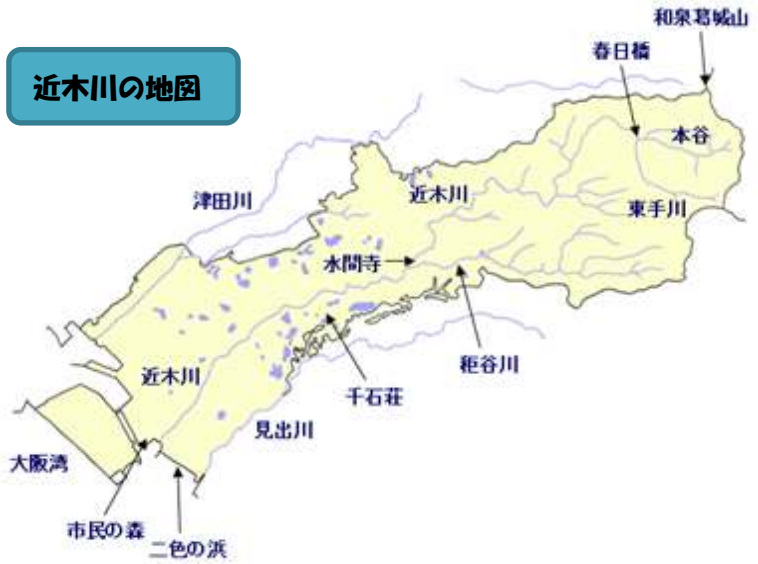 和泉葛城山
春日橋
近木川の地図
本谷
近木川
津田川
東手川
水間寺
秬谷川
近木川
千石荘
見出川
大阪湾
市民の森
二色の浜